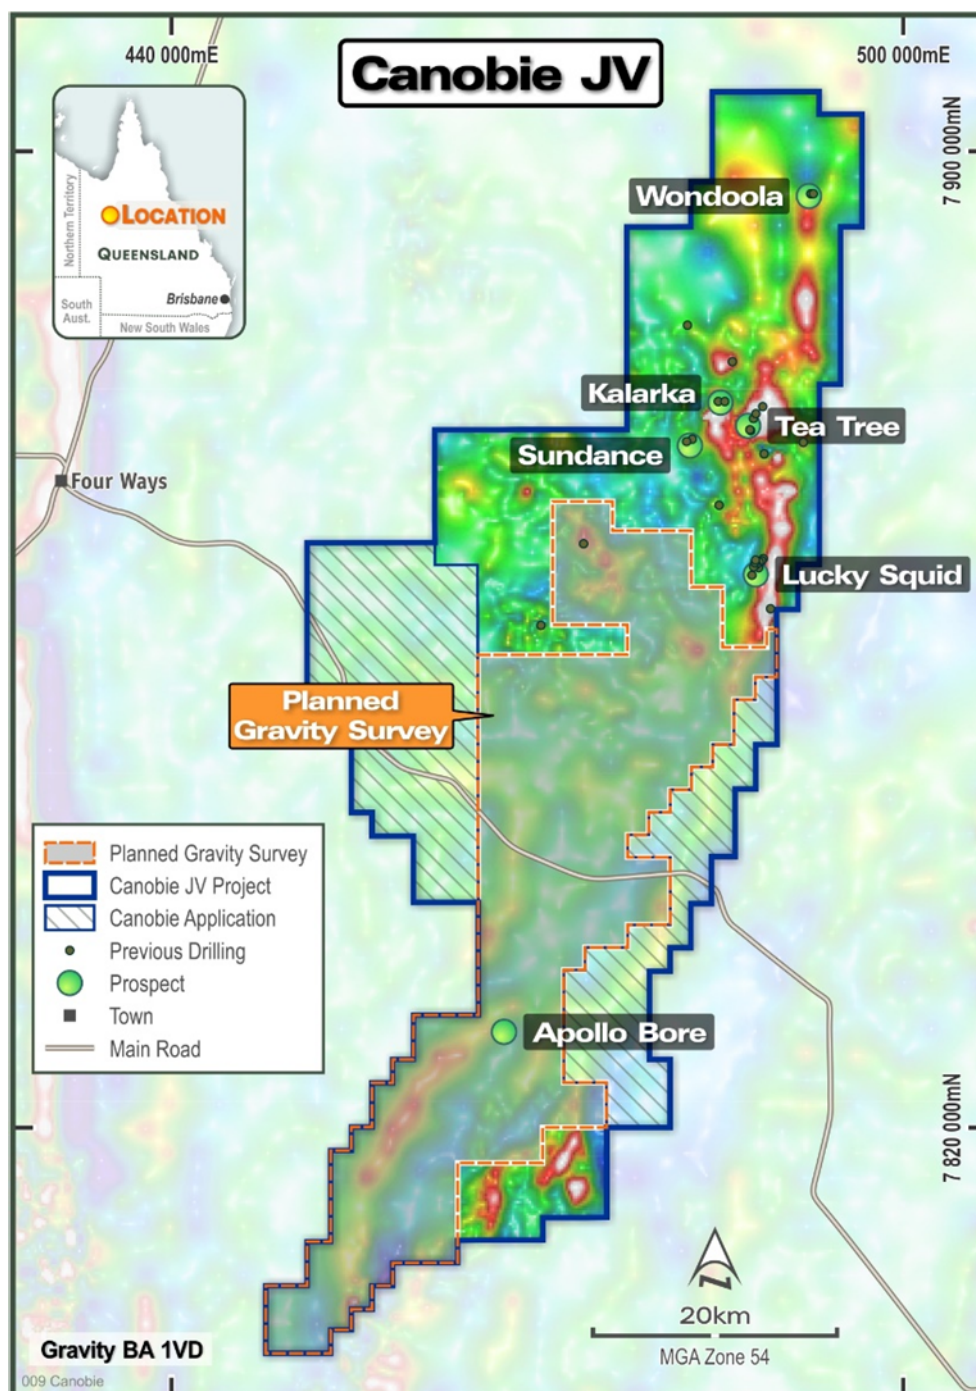 440 000mE
500 000mE
Canobie JV
7 900 000mN
Northern Territory
LOCATION
QUEENSLAND
Brisbane
South
Aust.
New South Wales
Wondoola
Kalarka
Tea Tree
Sundance
Four Ways
Lucky Squid
Planned
Gravity Survey
Planned Gravity Survey
Canobie JV Project
Canobie Application
Previous Drilling
Prospect
Town
Main Road
Apollo Bore
7 820 000mN
N
20km
MGA Zone 54
Gravity BA 1VD
009 Canobie